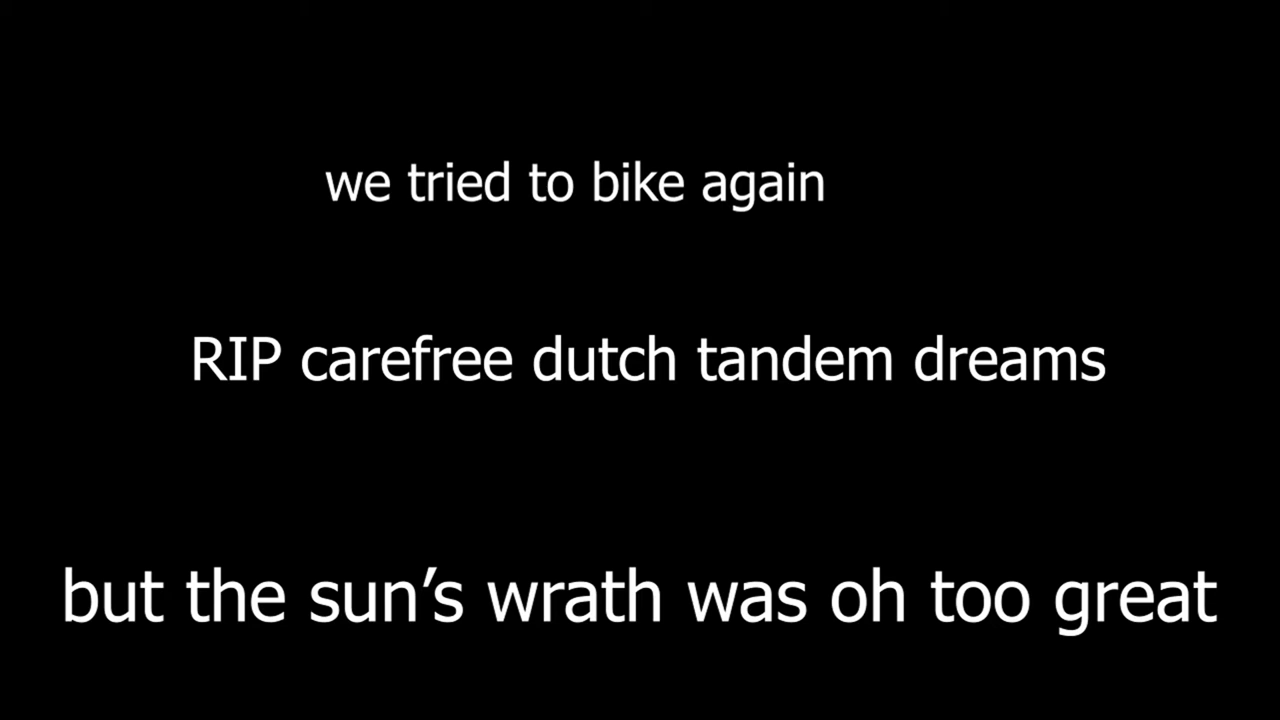 we tried to bike again
RIP carefree dutch tandem dreams
but the sun’s wrath was oh too great